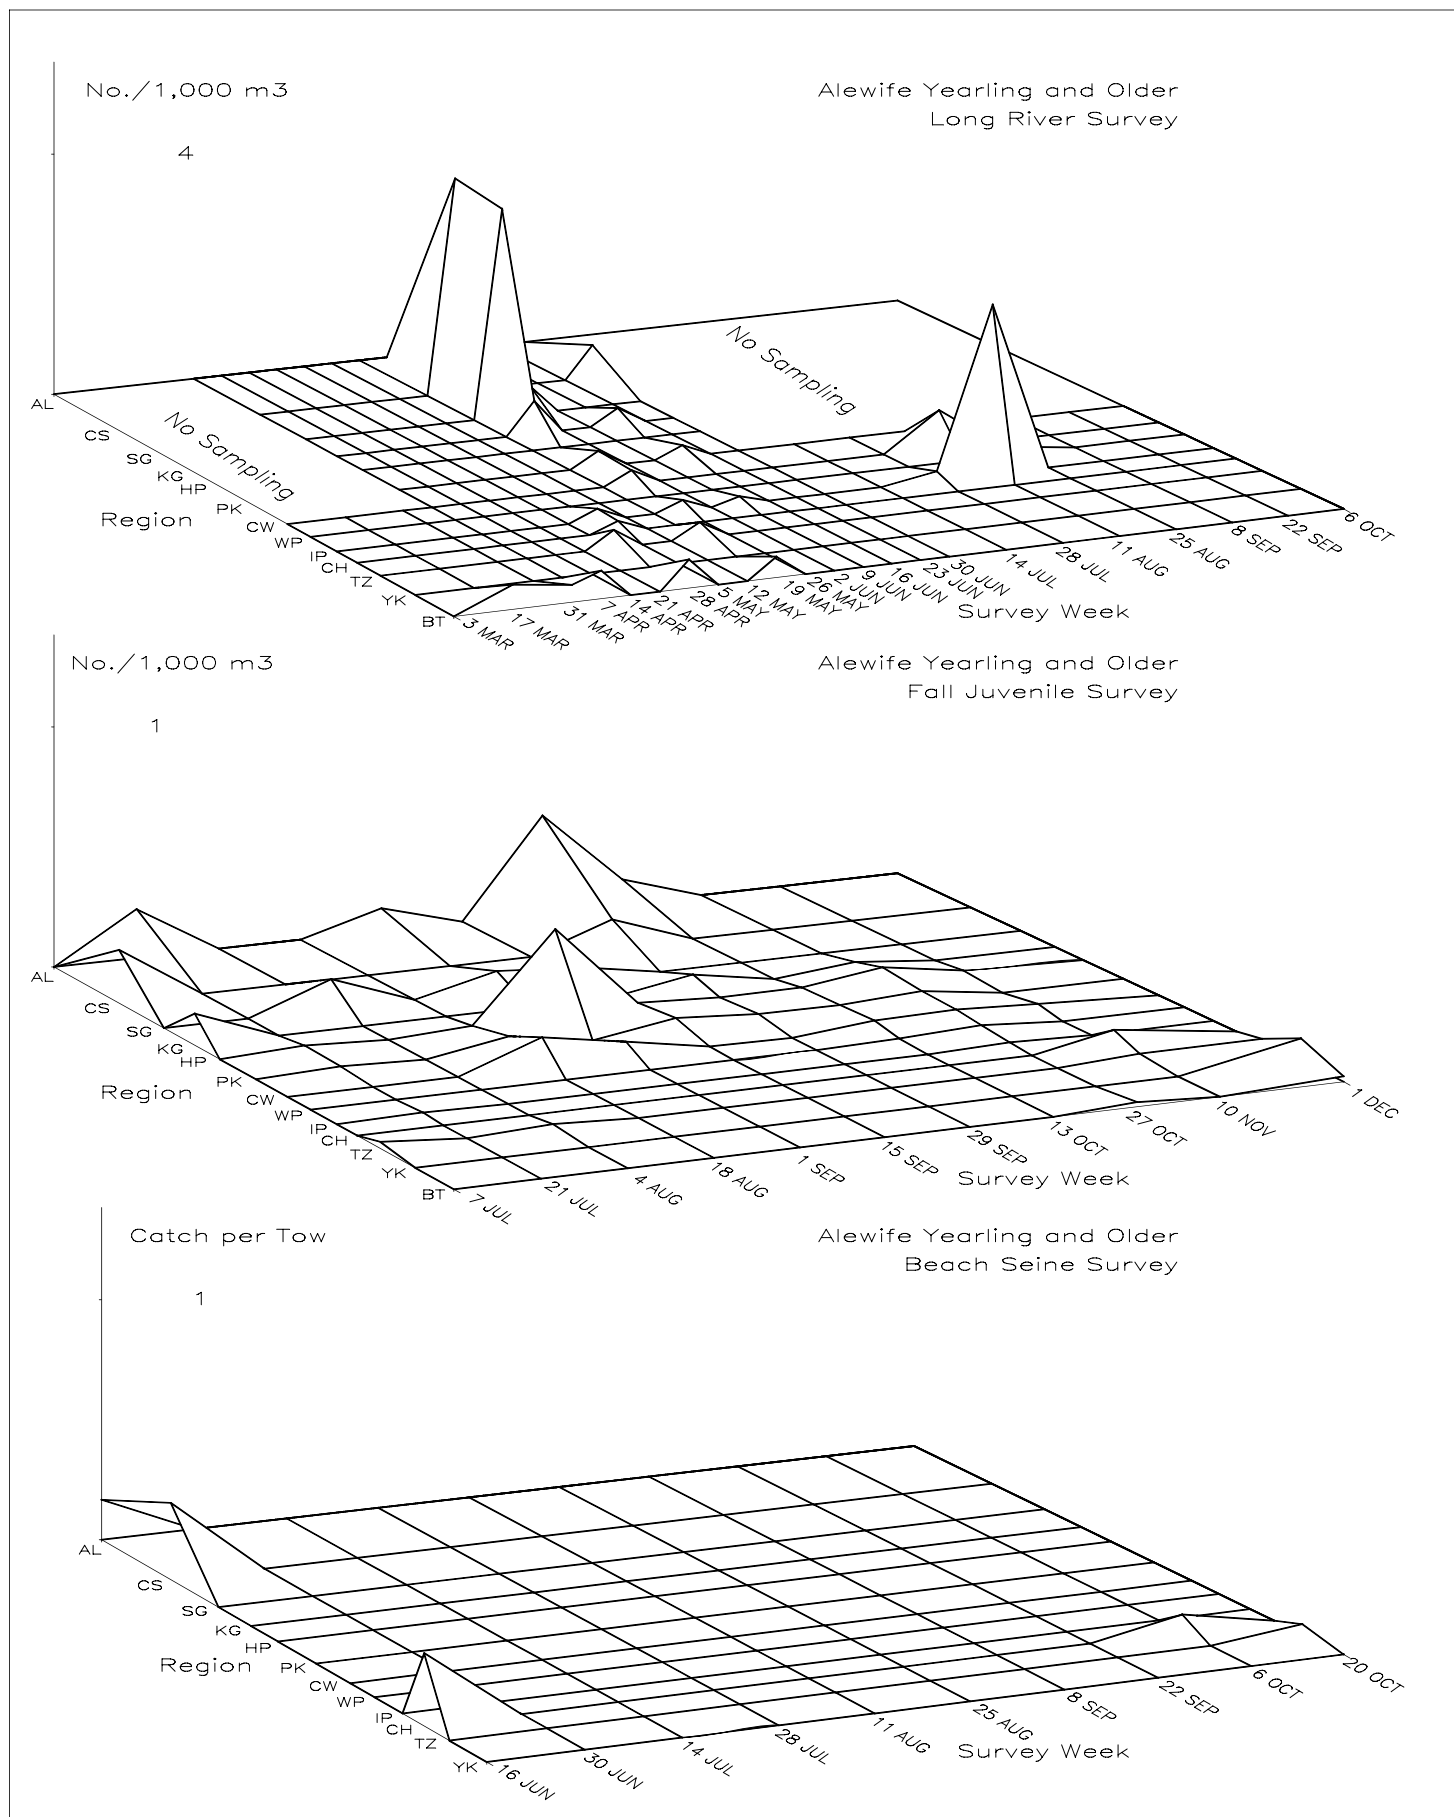 No./1,000 m3
Alewife Yearling and Older
Long River Survey
4
No Sampling
No Sampling
AL
CS
SG
KG
HP
PK
CW
WP
IP
CH
TZ
YK
BT
Region
3 MAR
17 MAR
31 MAR
7 APR
14 APR
21 APR
28 APR
5 MAY
12 MAY
19 MAY
26 MAY
2 JUN
9 JUN
16 JUN
23 JUN
30 JUN
14 JUL
28 JUL
11 AUG
25 AUG
8 SEP
22 SEP
6 OCT
Survey Week
No./1,000 m3
Alewife Yearling and Older
Fall Juvenile Survey
1
AL
CS
SG
KG
HP
PK
CW
WP
IP
CH
TZ
YK
BT
Region
7 JUL
21 JUL
4 AUG
18 AUG
1 SEP
15 SEP
29 SEP
13 OCT
27 OCT
10 NOV
1 DEC
Survey Week
Catch per Tow
Alewife Yearling and Older
Beach Seine Survey
1
AL
CS
SG
KG
HP
PK
CW
WP
IP
CH
TZ
YK
Region
16 JUN
30 JUN
14 JUL
28 JUL
11 AUG
25 AUG
8 SEP
22 SEP
6 OCT
20 OCT
Survey Week